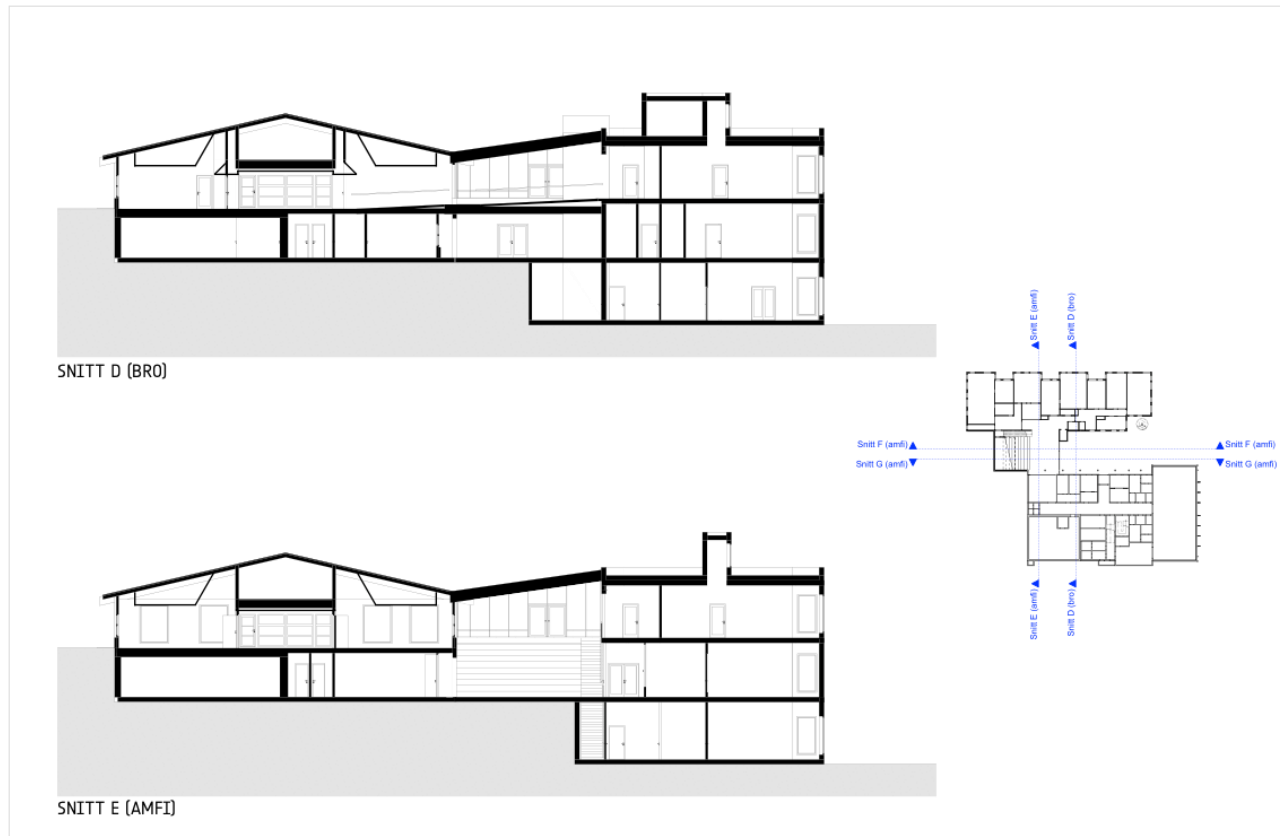 SNITT D (BRO)
Snitt E (amfi)
Snitt D (bro)
Snitt F (amfi)
Snitt F (amfi)
Snitt G (amfi)
Snitt G (amfi)
Snitt E (amfi)
Snitt D (bro)
SNITT E (AMFI)